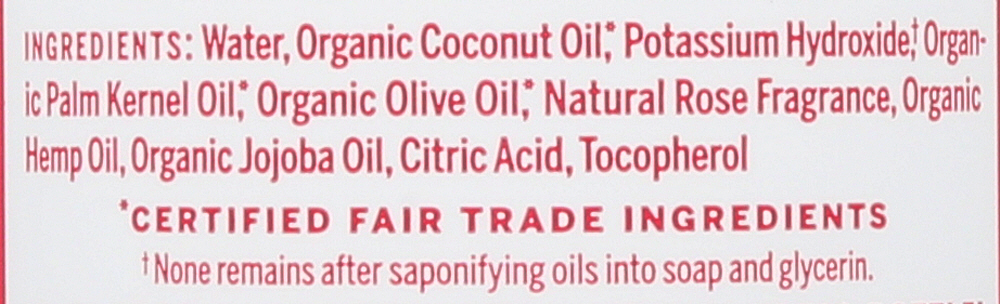 INGREDIENTS: Water, Organic Coconut Oil,* Potassium Hydroxide,† Organ-
ic Palm Kernel Oil,* Organic Olive Oil,* Natural Rose Fragrance, Organic
Hemp Oil, Organic Jojoba Oil, Citric Acid, Tocopherol
*CERTIFIED FAIR TRADE INGREDIENTS
† None remains after saponifying oils into soap and glycerin.